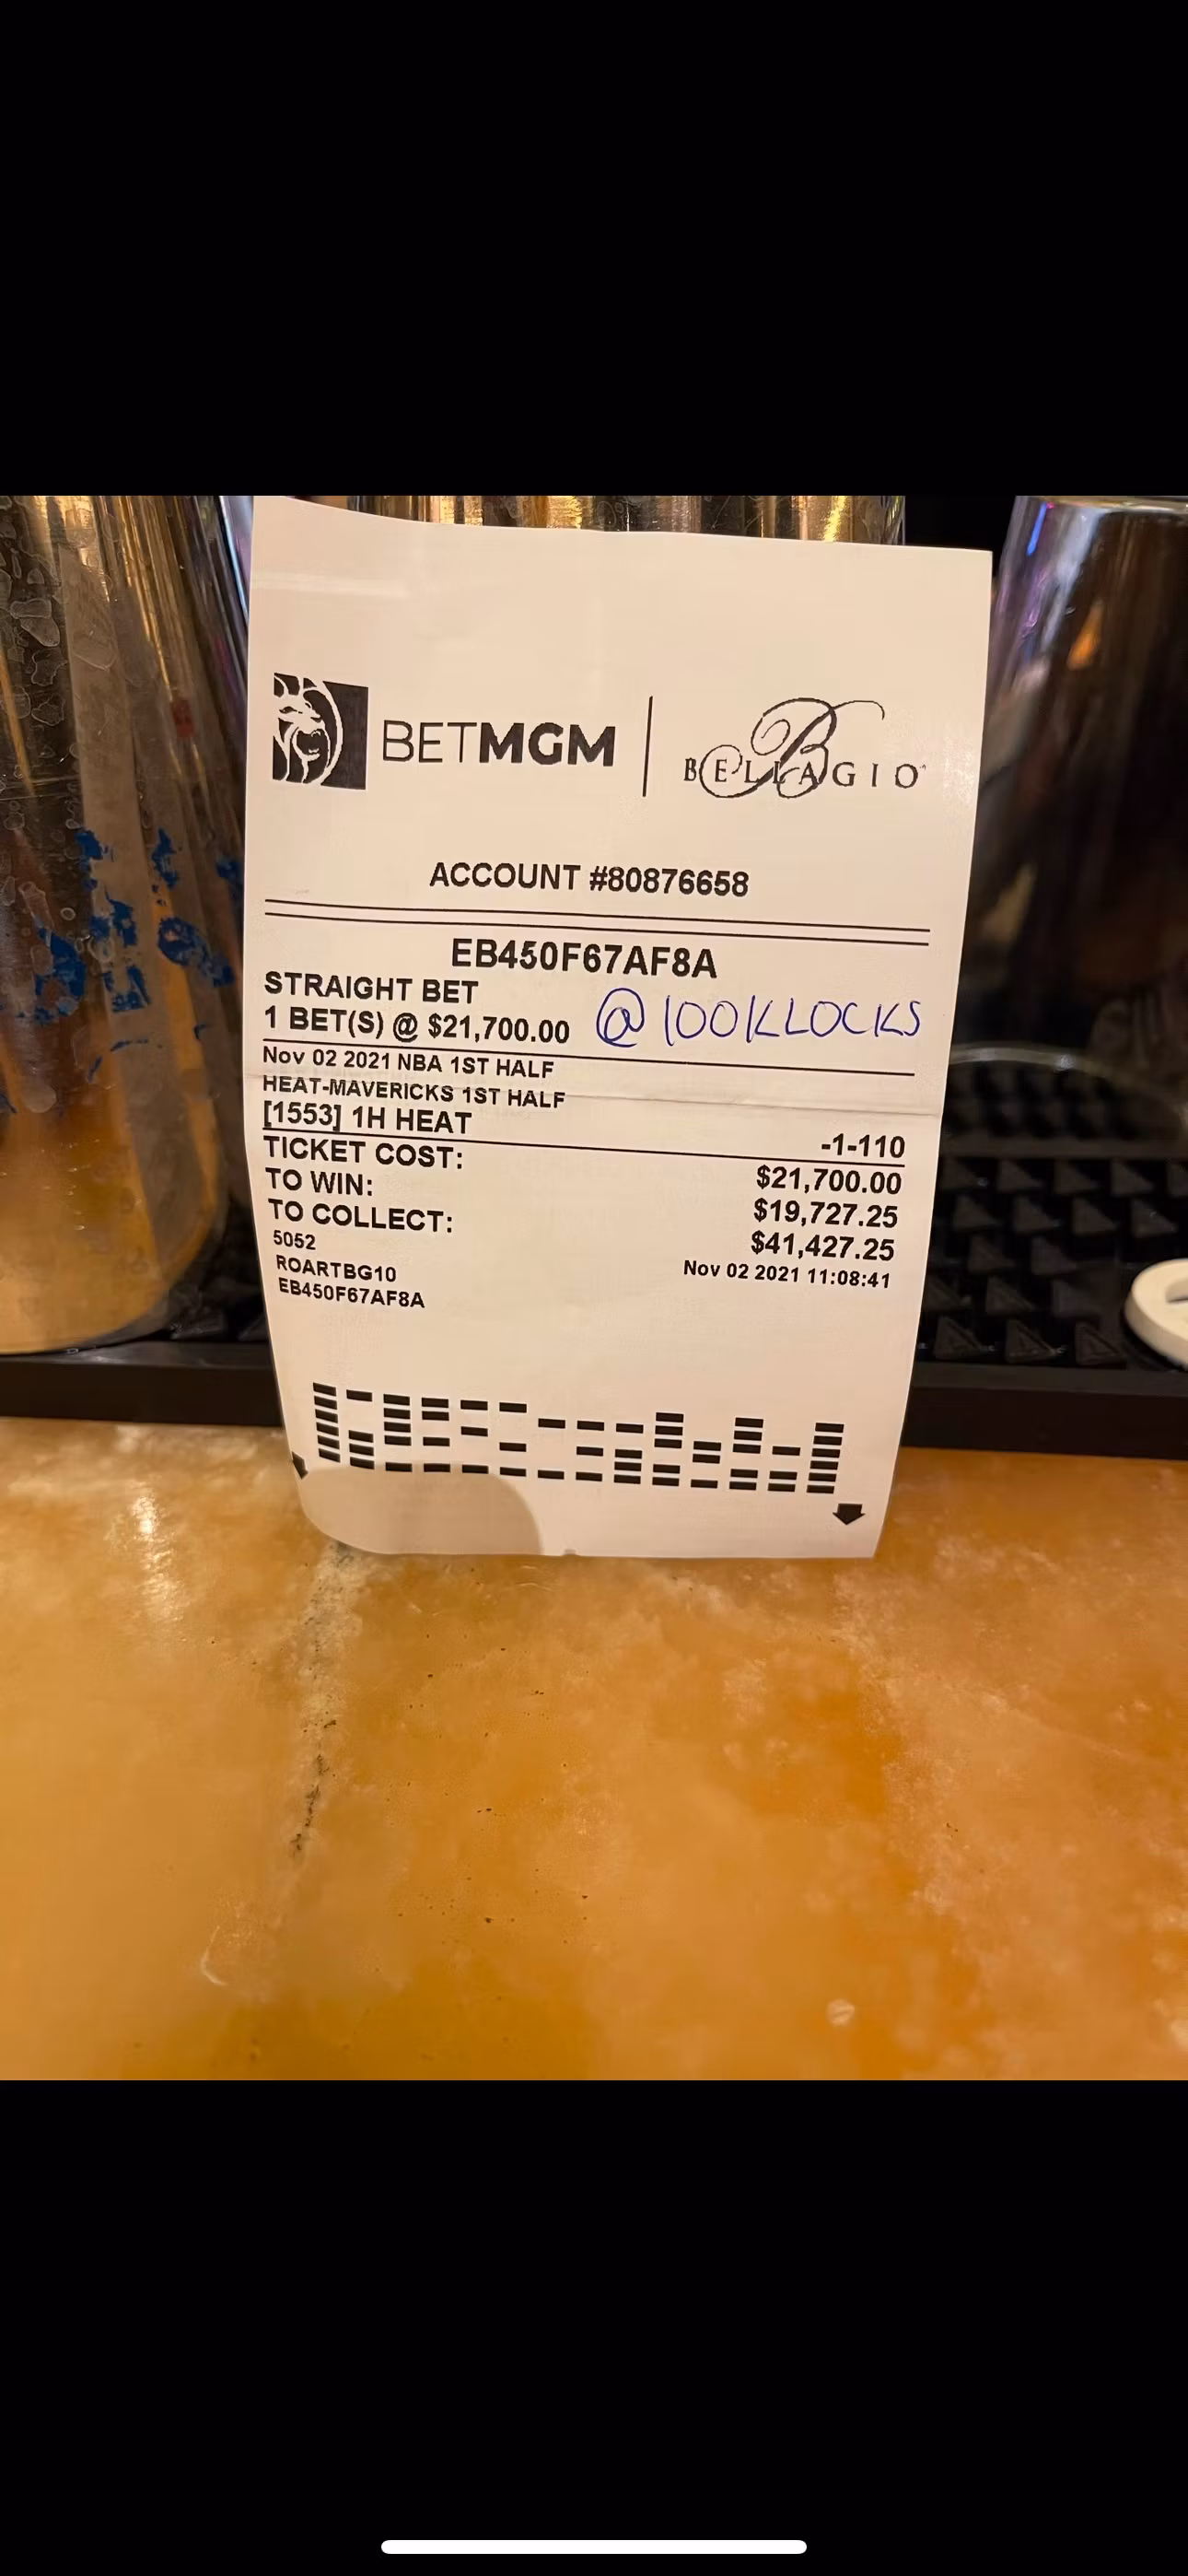 BETMGM | BELLAGIO
ACCOUNT #80876658
EB450F67AF8A
STRAIGHT BET
1 BET(S) @ $21,700.00 @100KLOCKS
Nov 02 2021 NBA 1ST HALF
HEAT-MAVERICKS 1ST HALF
[1553] 1H HEAT -1-110
TICKET COST: $21,700.00
TO WIN: $19,727.25
TO COLLECT: $41,427.25
5052 Nov 02 2021 11:08:41
ROARTBG10
EB450F67AF8A